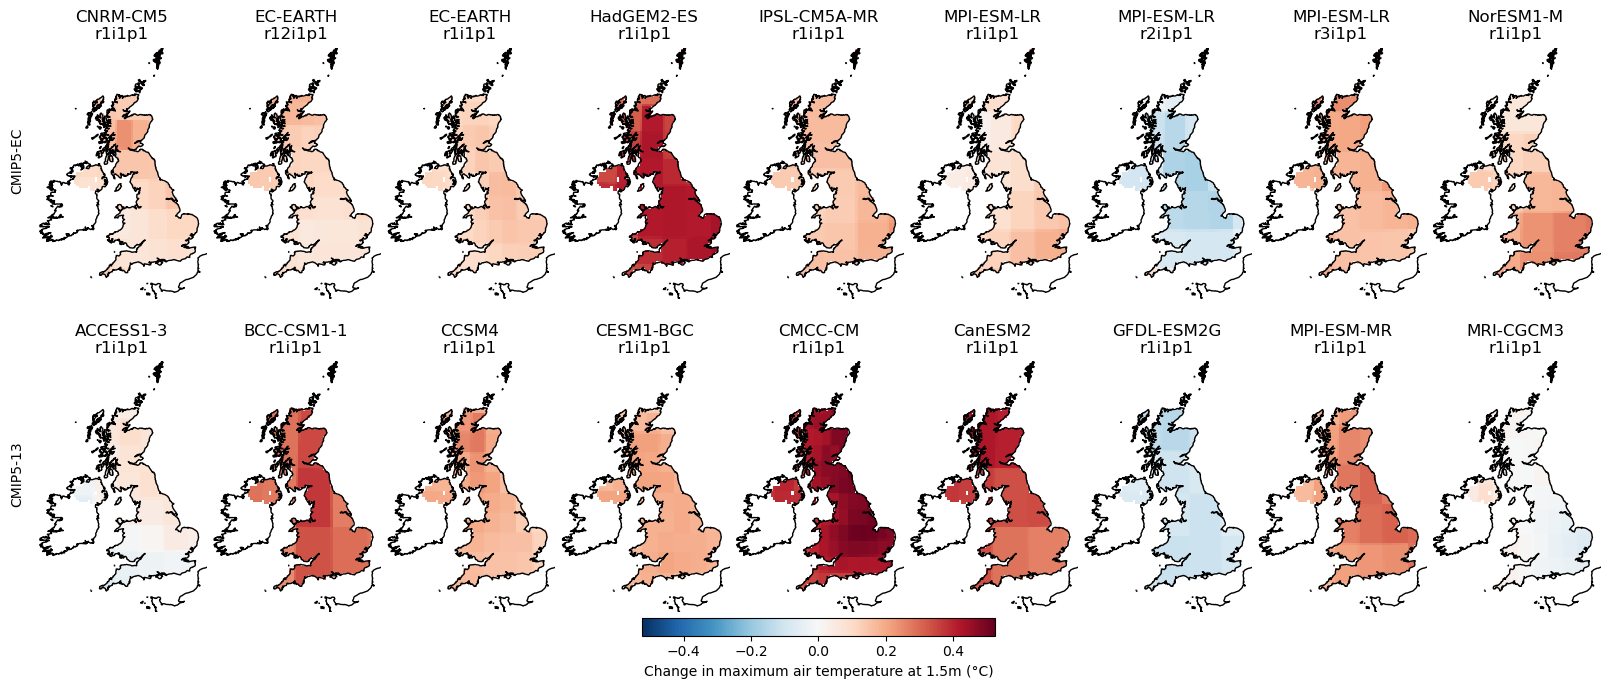 CNRM-CM5
r1i1p1
EC-EARTH
r12i1p1
EC-EARTH
r1i1p1
HadGEM2-ES
r1i1p1
IPSL-CM5A-MR
r1i1p1
MPI-ESM-LR
r1i1p1
MPI-ESM-LR
r2i1p1
MPI-ESM-LR
r3i1p1
NorESM1-M
r1i1p1
CMIP5-EC
ACCESS1-3
r1i1p1
BCC-CSM1-1
r1i1p1
CCSM4
r1i1p1
CESM1-BGC
r1i1p1
CMCC-CM
r1i1p1
CanESM2
r1i1p1
GFDL-ESM2G
r1i1p1
MPI-ESM-MR
r1i1p1
MRI-CGCM3
r1i1p1
CMIP5-13
−0.4 −0.2 0.0 0.2 0.4
Change in maximum air temperature at 1.5m (°C)